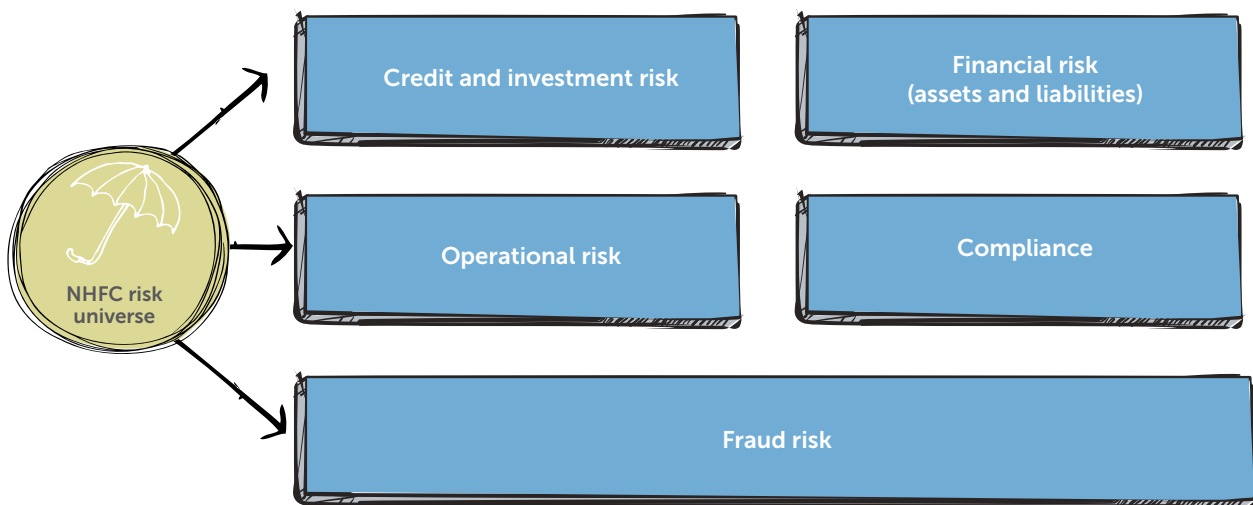 NHFC risk
universe
Credit and investment risk
Financial risk
(assets and liabilities)
Operational risk
Compliance
Fraud risk